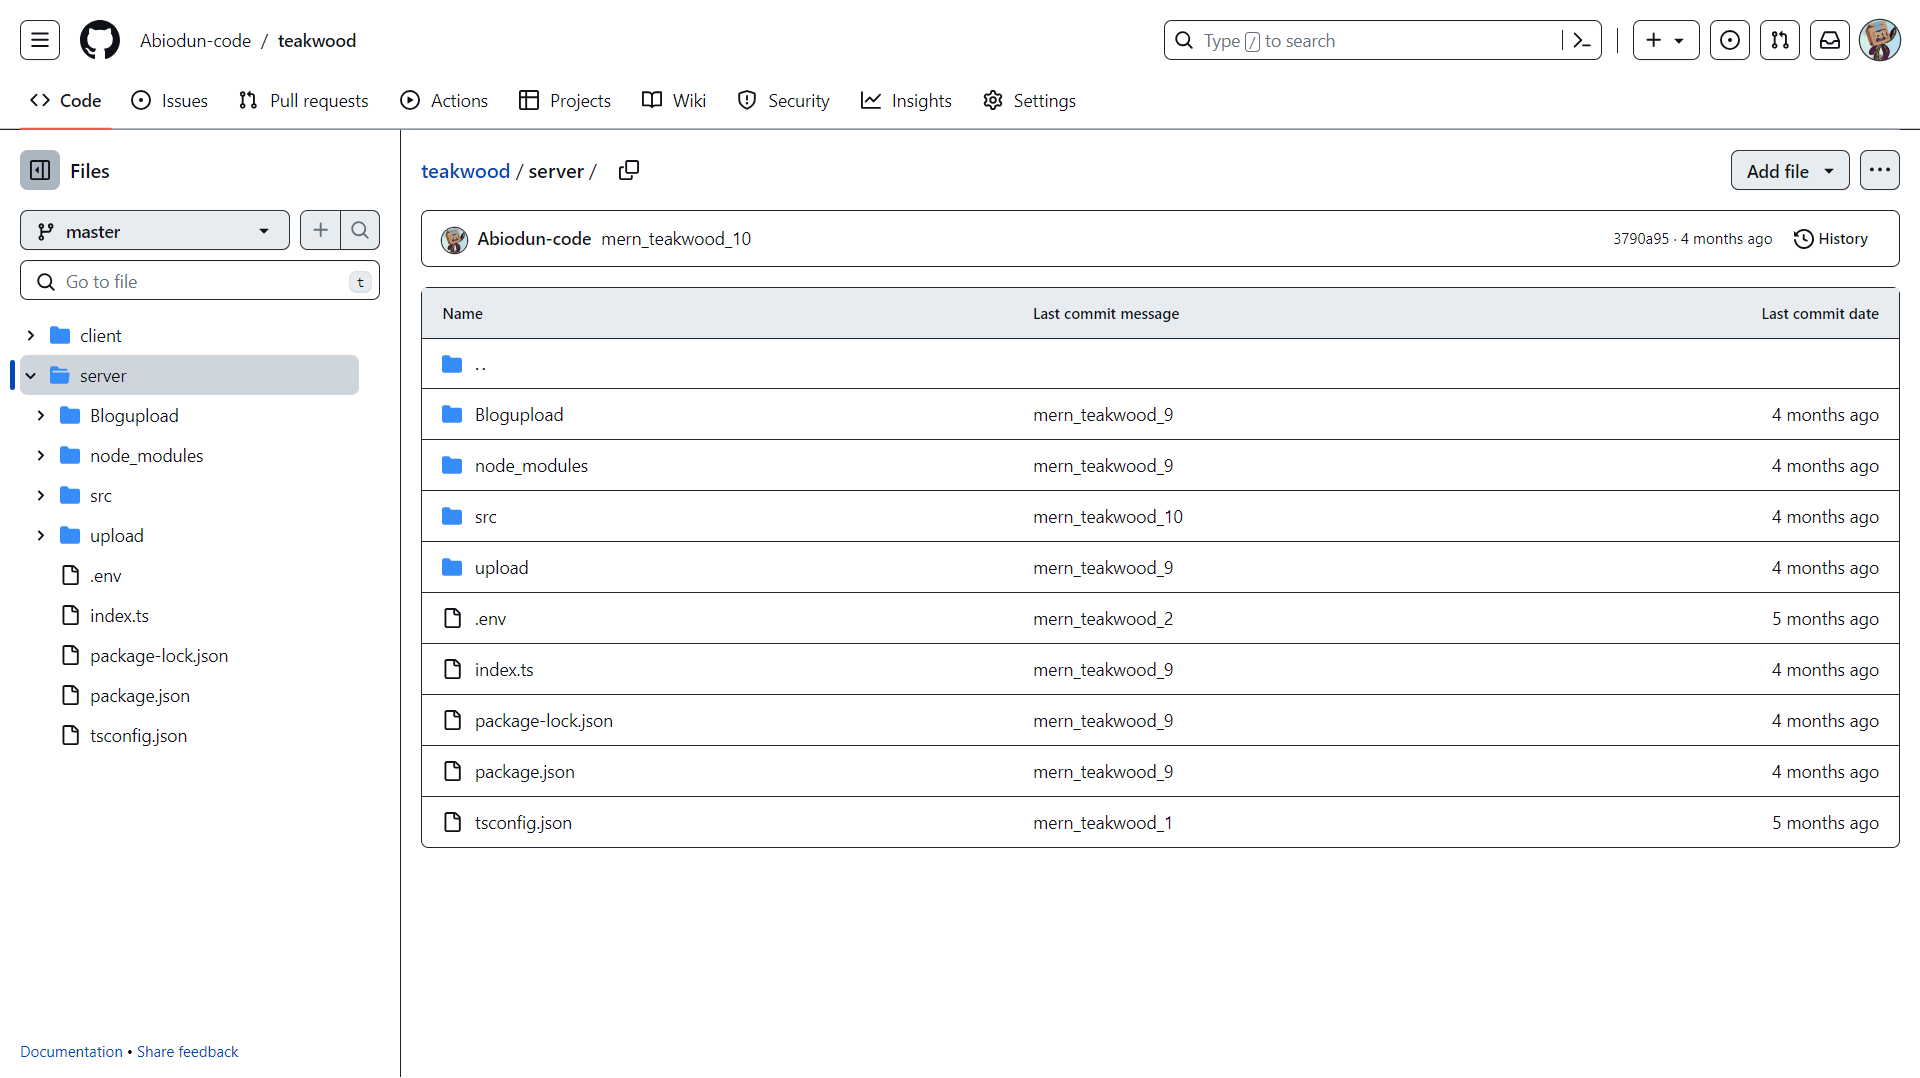 Abiodun-code / teakwood
Type / to search
Code Issues Pull requests Actions Projects Wiki Security Insights Settings
Files
master
Go to file t
client
server
Blogupload
node_modules
src
upload
.env
index.ts
package-lock.json
package.json
tsconfig.json
Documentation • Share feedback
teakwood / server /
Add file
Abiodun-code mern_teakwood_10 3790a95 · 4 months ago History
Name Last commit message Last commit date
..
Blogupload mern_teakwood_9 4 months ago
node_modules mern_teakwood_9 4 months ago
src mern_teakwood_10 4 months ago
upload mern_teakwood_9 4 months ago
.env mern_teakwood_2 5 months ago
index.ts mern_teakwood_9 4 months ago
package-lock.json mern_teakwood_9 4 months ago
package.json mern_teakwood_9 4 months ago
tsconfig.json mern_teakwood_1 5 months ago